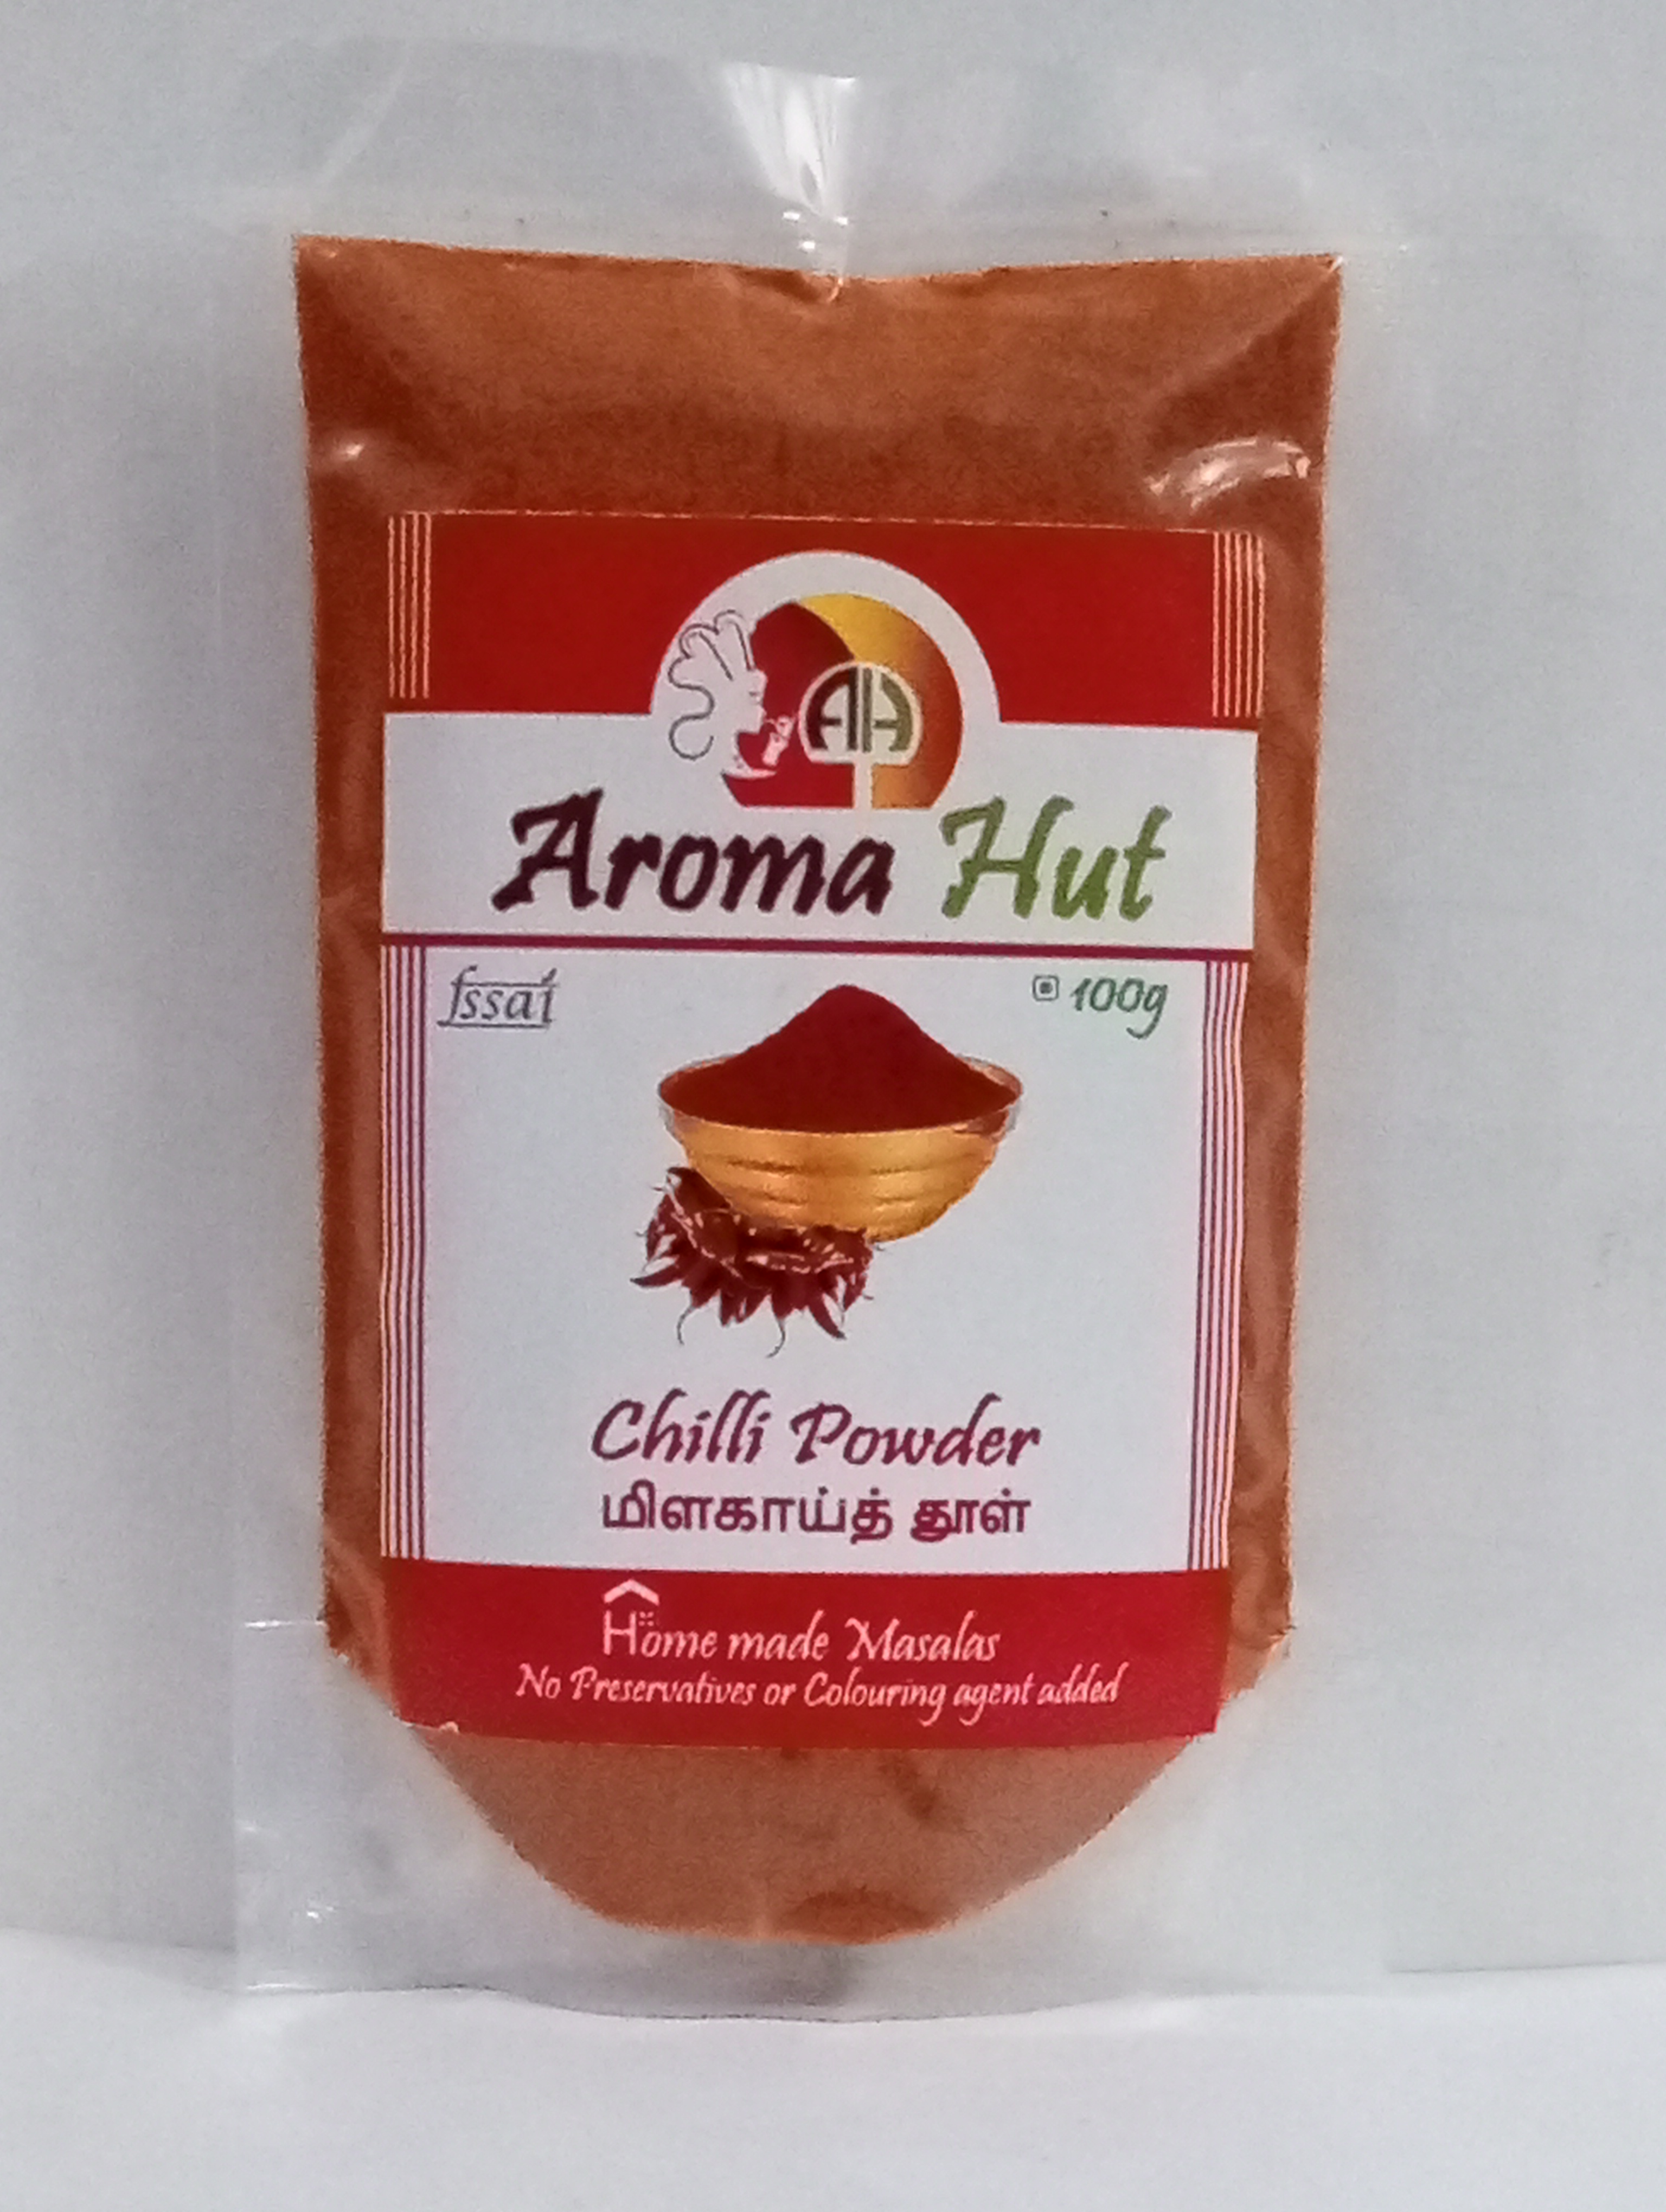 AH
Aroma Hut
fssai
100g
Chilli Powder
மிளகாய்த் தூள்
Home made Masalas
No Preservatives or Colouring agent added